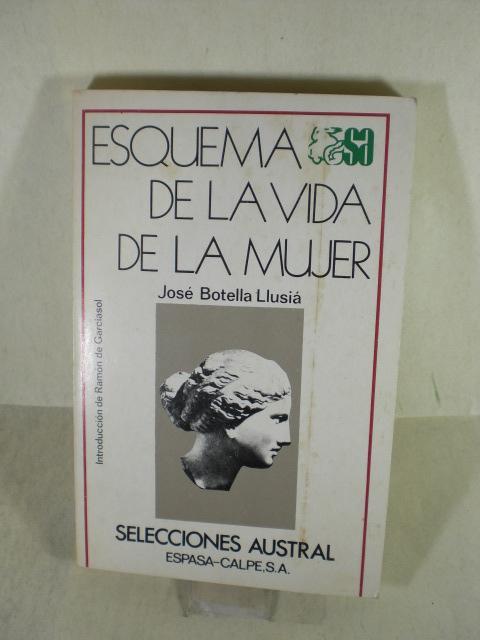 ESQUEMA sa
DE LA VIDA
DE LA MUJER
José Botella Llusiá
Introducción de Ramón de Garciasol
SELECCIONES AUSTRAL
ESPASA-CALPE, S.A.